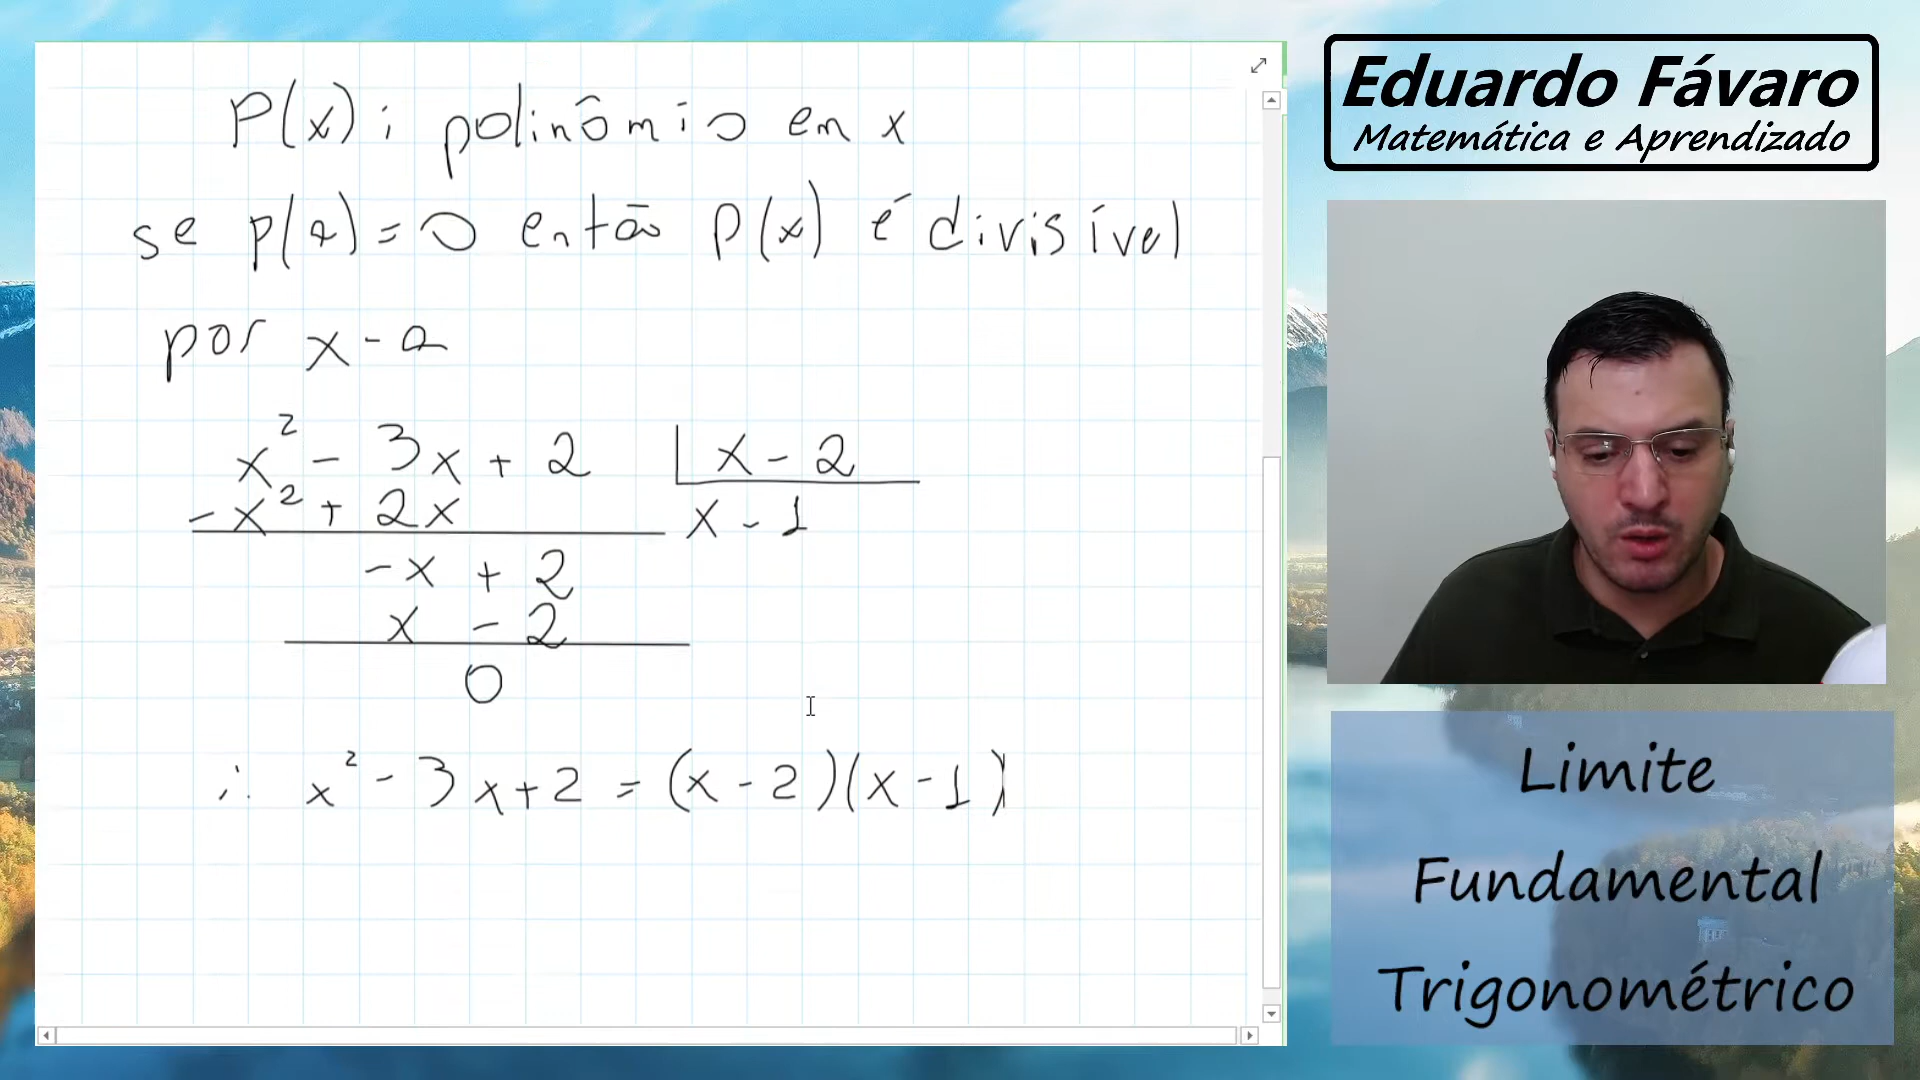 P(x): polinômio em x
se p(a)=0 então P(x) é divisível
por x-a
x² - 3x + 2 | x - 2
-x² + 2x x - 1
-x + 2
x - 2
0
∴ x² - 3x + 2 = (x - 2)(x - 1)
Eduardo Fávaro
Matemática e Aprendizado
Limite
Fundamental
Trigonométrico